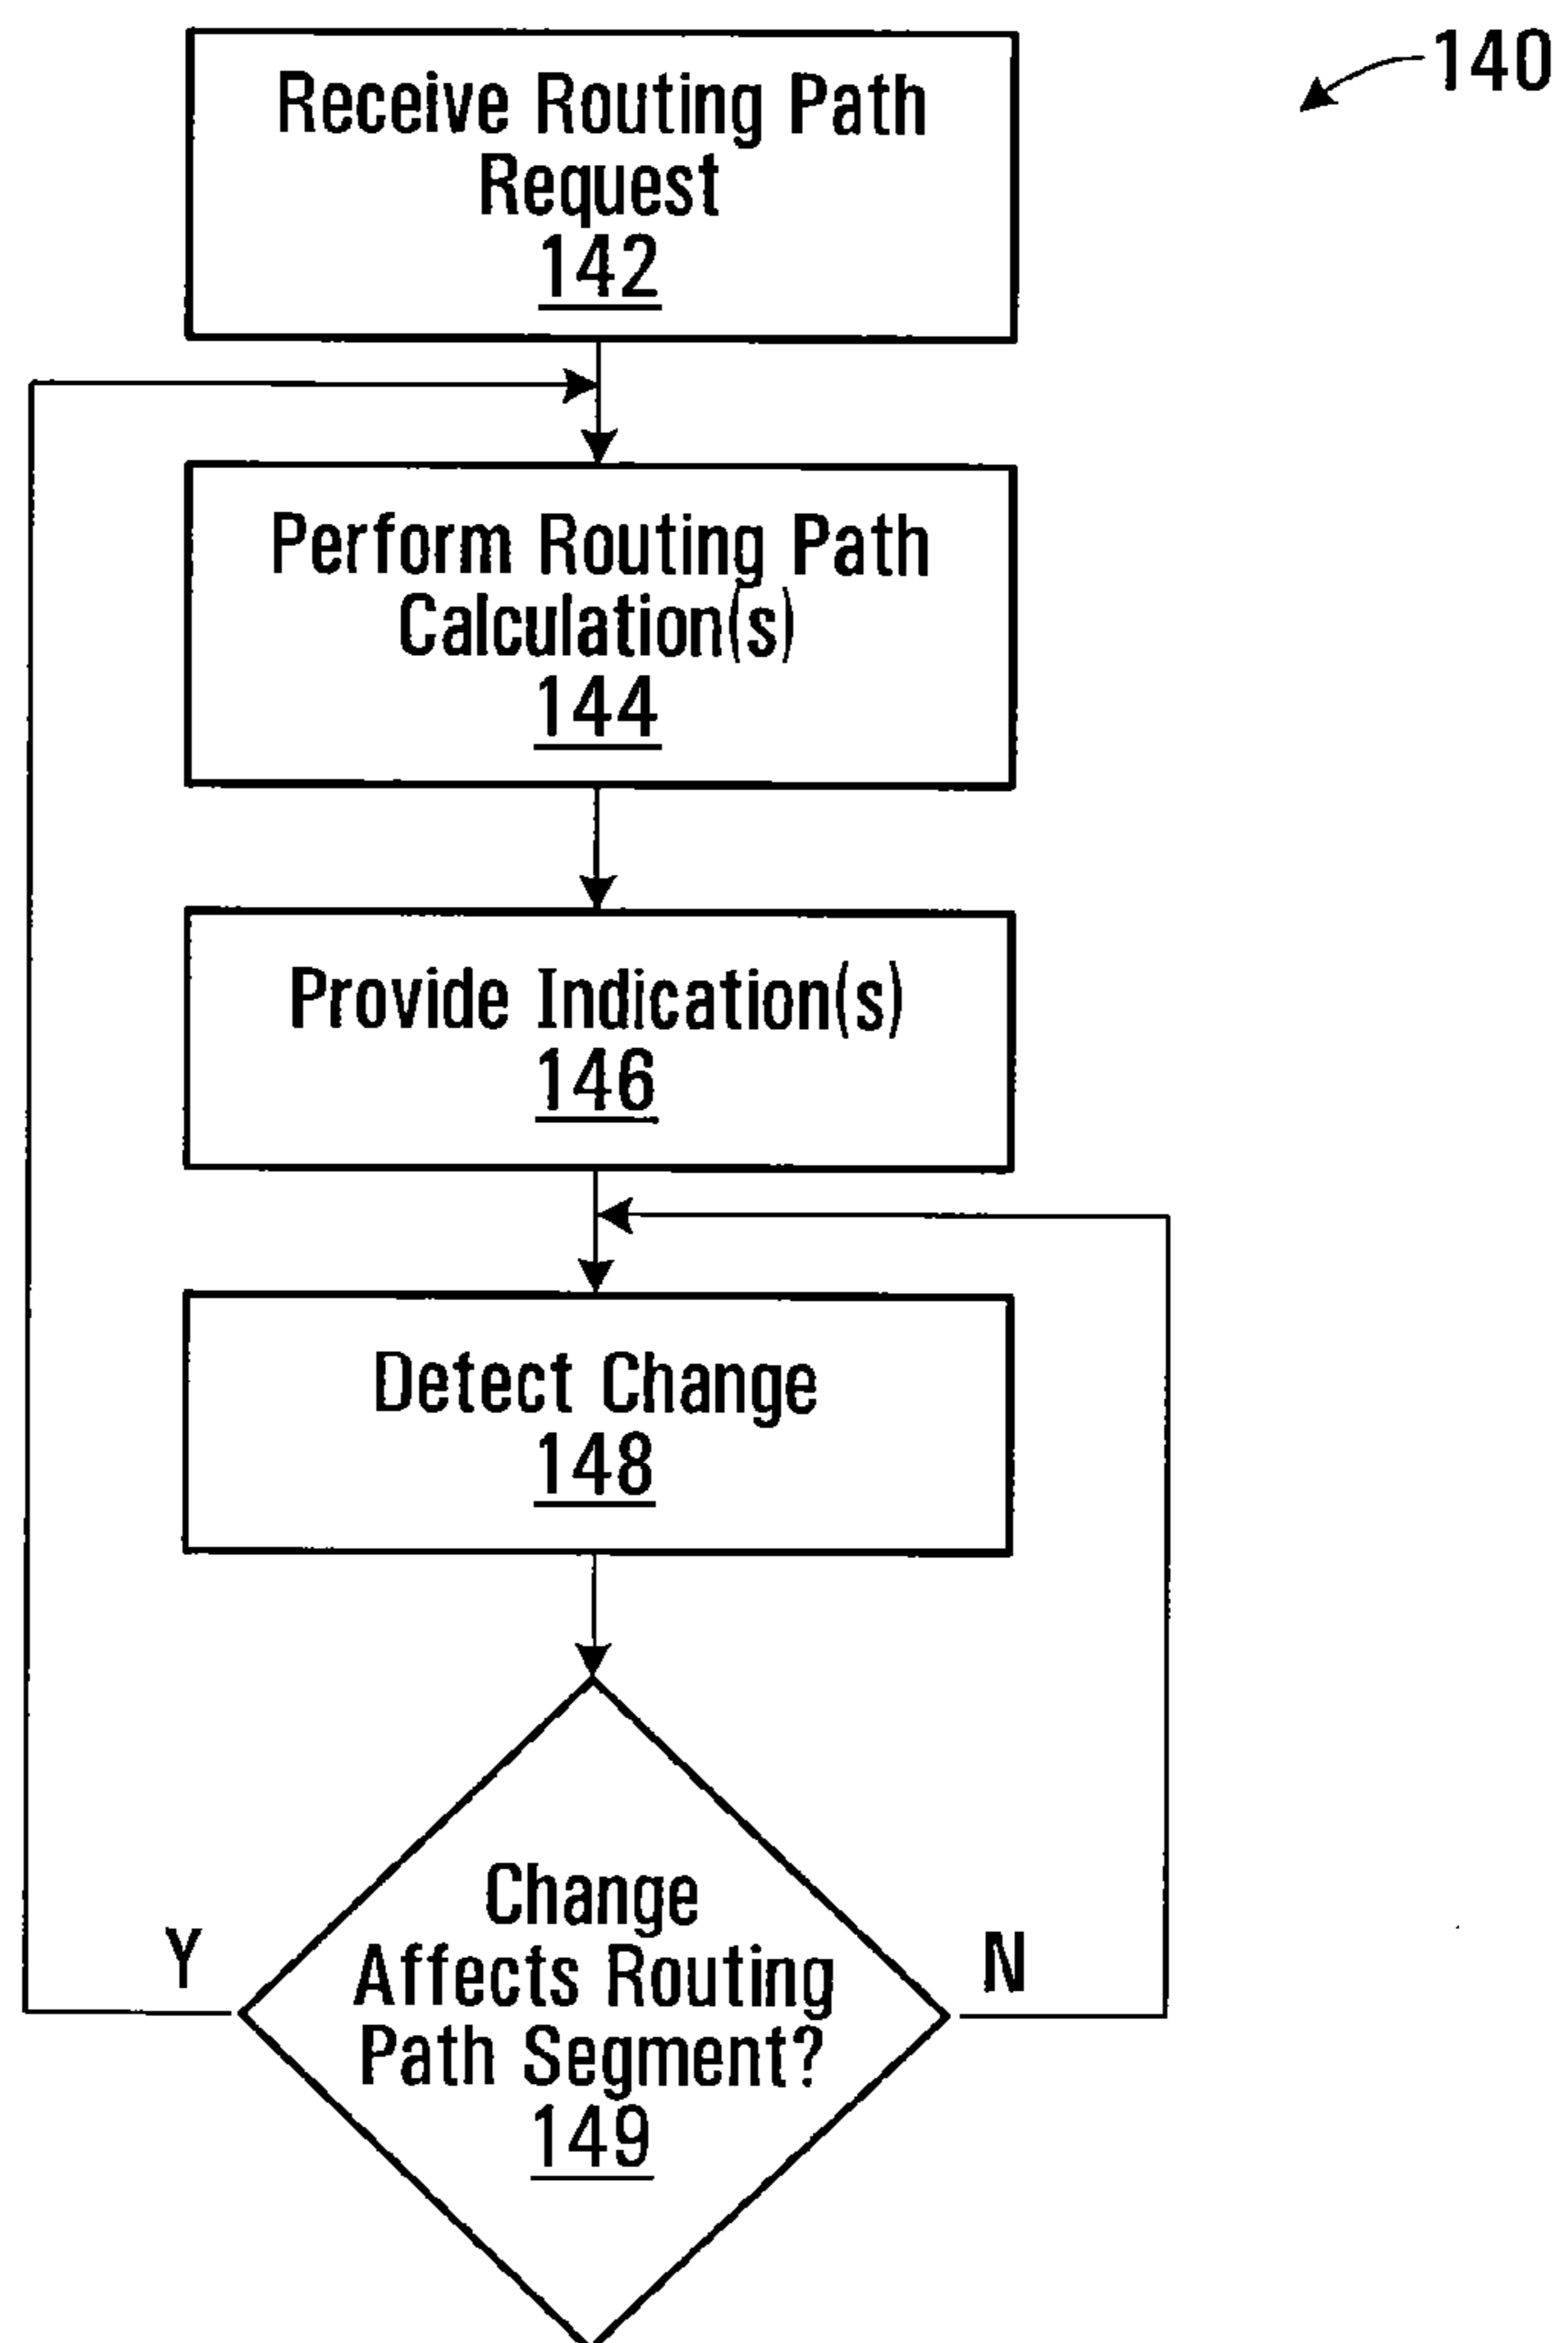 140
Receive Routing Path
Request
142
Perform Routing Path
Calculation(s)
144
Provide Indication(s)
146
Detect Change
148
Change
Affects Routing
Path Segment?
149
Y
N